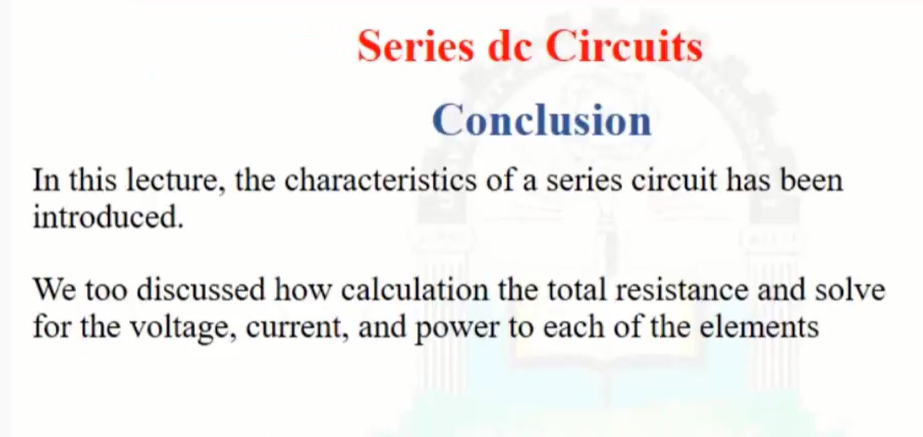 Series dc Circuits
Conclusion
In this lecture, the characteristics of a series circuit has been
introduced.
We too discussed how calculation the total resistance and solve
for the voltage, current, and power to each of the elements